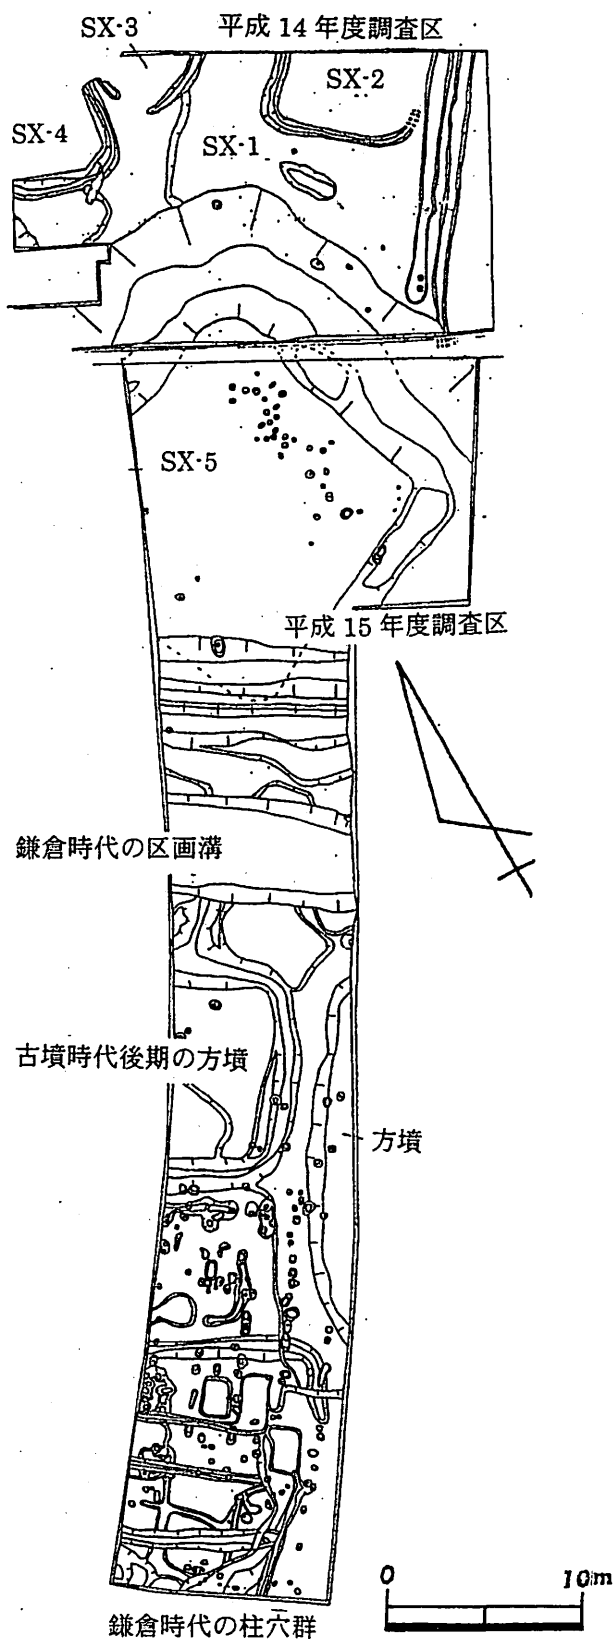 SX-3
平成 14 年度調査区
SX-2
SX-4
SX-1
SX-5
平成 15 年度調査区
鎌倉時代の区画溝
古墳時代後期の方墳
方墳
0 10m
鎌倉時代の柱穴群